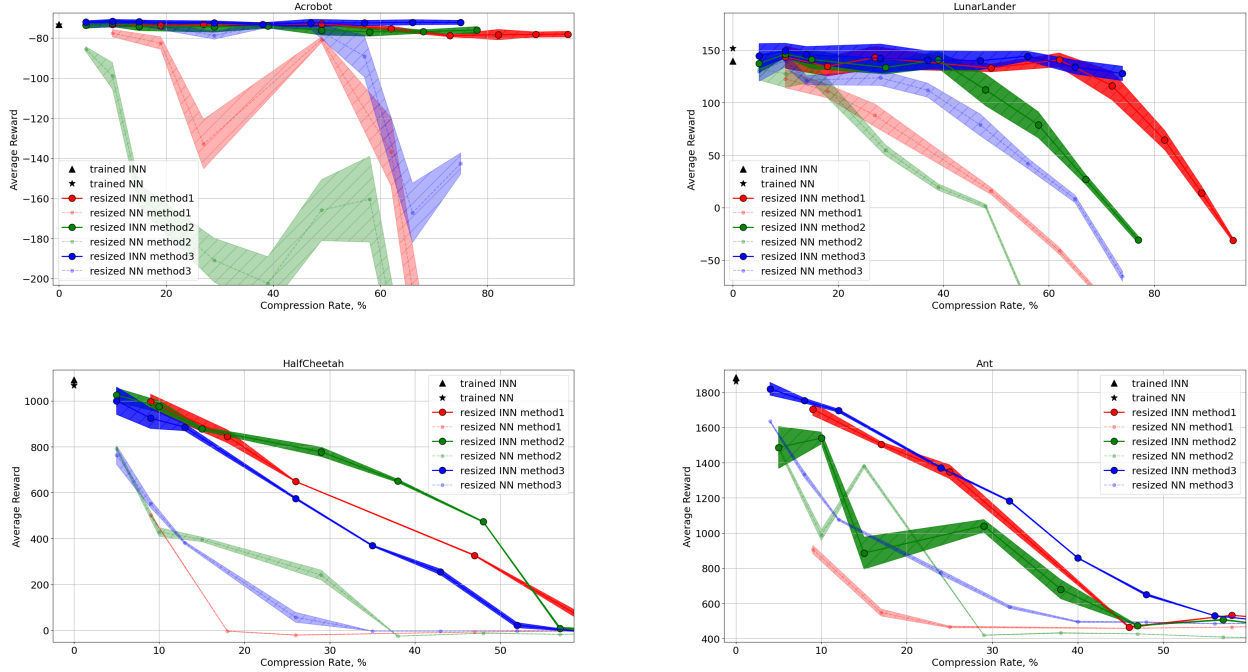 Acrobot
Average Reward
−80
−100
−120
−140
−160
−180
−200
trained INN
trained NN
resized INN method1
resized NN method1
resized INN method2
resized NN method2
resized INN method3
resized NN method3
0
20
40
60
80
Compression Rate, %
LunarLander
Average Reward
150
100
50
0
−50
trained INN
trained NN
resized INN method1
resized NN method1
resized INN method2
resized NN method2
resized INN method3
resized NN method3
0
20
40
60
80
Compression Rate, %
HalfCheetah
Average Reward
1000
800
600
400
200
0
trained INN
trained NN
resized INN method1
resized NN method1
resized INN method2
resized NN method2
resized INN method3
resized NN method3
0
10
20
30
40
50
Compression Rate, %
Ant
Average Reward
1800
1600
1400
1200
1000
800
600
400
trained INN
trained NN
resized INN method1
resized NN method1
resized INN method2
resized NN method2
resized INN method3
resized NN method3
0
10
20
30
40
50
Compression Rate, %